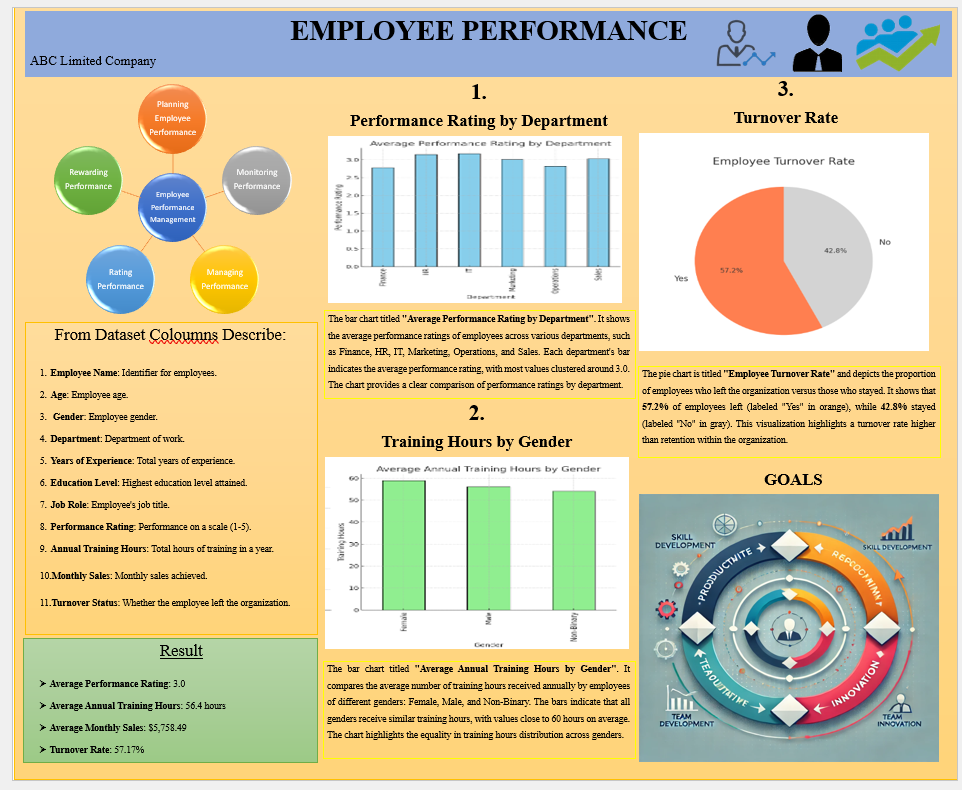 EMPLOYEE PERFORMANCE
ABC Limited Company
Planning
Employee
Performance
Rewarding
Performance
Monitoring
Performance
Employee
Performance
Management
Rating
Performance
Managing
Performance
From Dataset Coloumns Describe:
1. Employee Name: Identifier for employees.
2. Age: Employee age.
3. Gender: Employee gender.
4. Department: Department of work.
5. Years of Experience: Total years of experience.
6. Education Level: Highest education level attained.
7. Job Role: Employee's job title.
8. Performance Rating: Performance on a scale (1-5).
9. Annual Training Hours: Total hours of training in a year.
10.Monthly Sales: Monthly sales achieved.
11.Turnover Status: Whether the employee left the organization.
Result
➤ Average Performance Rating: 3.0
➤ Average Annual Training Hours: 56.4 hours
➤ Average Monthly Sales: $5,758.49
➤ Turnover Rate: 57.17%
1.
Performance Rating by Department
Average Performance Rating by Department
Performance Rating
3.0
2.5
2.0
1.5
1.0
0.5
0.0
Finance
HR
IT
Marketing
Operations
Sales
Department
The bar chart titled "Average Performance Rating by Department". It shows
the average performance ratings of employees across various departments, such
as Finance, HR, IT, Marketing, Operations, and Sales. Each department's bar
indicates the average performance rating, with most values clustered around 3.0.
The chart provides a clear comparison of performance ratings by department.
2.
Training Hours by Gender
Average Annual Training Hours by Gender
Training Hours
60
50
40
30
20
10
0
Female
Male
Non-Binary
Gender
The bar chart titled "Average Annual Training Hours by Gender". It
compares the average number of training hours received annually by employees
of different genders: Female, Male, and Non-Binary. The bars indicate that all
genders receive similar training hours, with values close to 60 hours on average.
The chart highlights the equality in training hours distribution across genders.
3.
Turnover Rate
Employee Turnover Rate
No
42.8%
57.2%
Yes
The pie chart is titled "Employee Turnover Rate" and depicts the proportion
of employees who left the organization versus those who stayed. It shows that
57.2% of employees left (labeled "Yes" in orange), while 42.8% stayed
(labeled "No" in gray). This visualization highlights a turnover rate higher
than retention within the organization.
GOALS
SKILL
DEVELOPMENT
SKILL DEVELOPMENT
PRODUCTIVITE
INNOVATION
TEAM
DEVELOPMENT
TEAM
INNOVATION